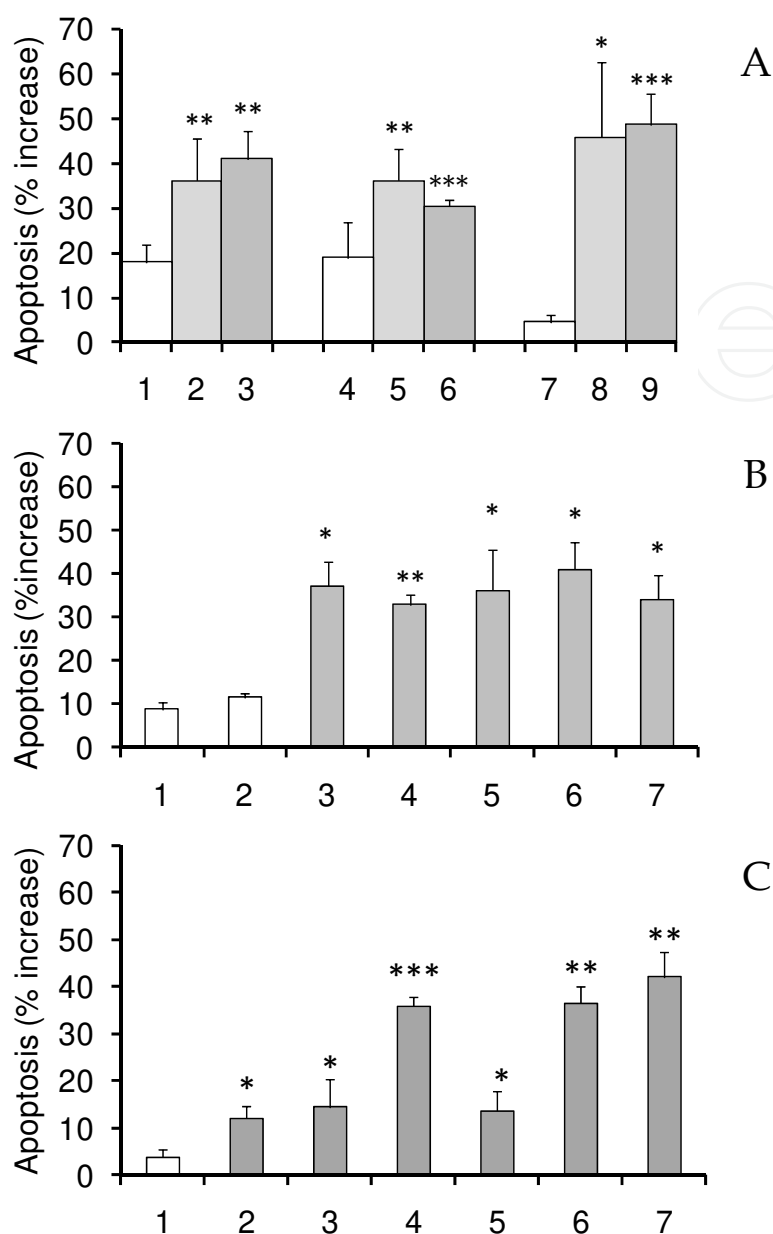 A
Apoptosis (% increase)
70
60
50
40
30
20
10
0
** ** ** *** * ***
1 2 3 4 5 6 7 8 9
B
Apoptosis (%increase)
70
60
50
40
30
20
10
0
* ** * * *
1 2 3 4 5 6 7
C
Apoptosis (% increase)
70
60
50
40
30
20
10
0
* * *** * ** **
1 2 3 4 5 6 7